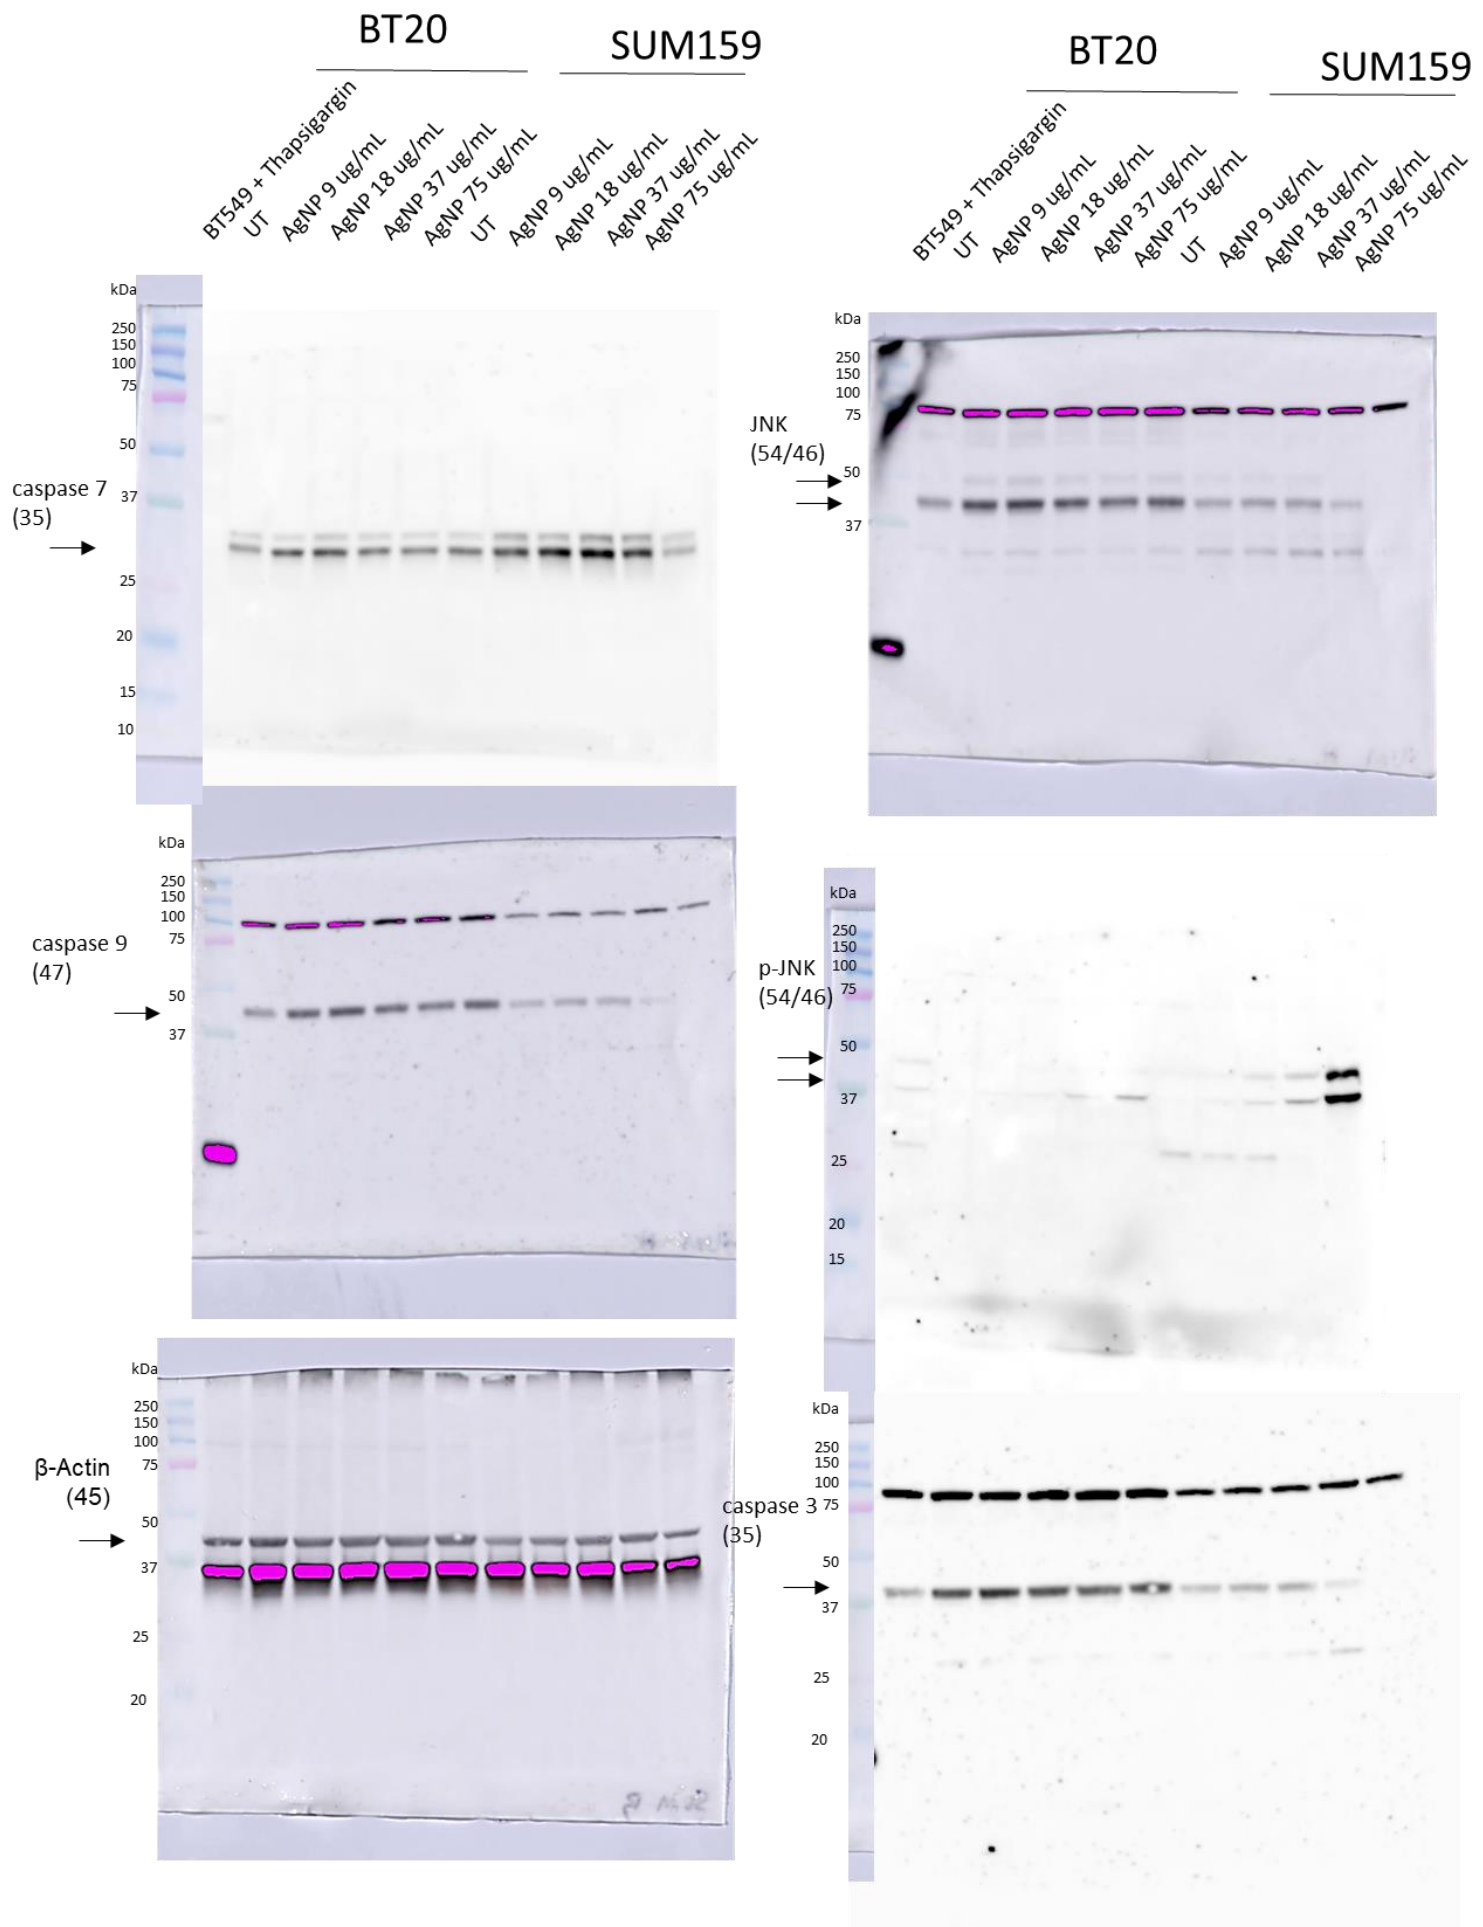 BT20
SUM159
BT549 + Thapsigargin
UT
AgNP 9 ug/mL
AgNP 18 ug/mL
AgNP 37 ug/mL
AgNP 75 ug/mL
UT
AgNP 9 ug/mL
AgNP 18 ug/mL
AgNP 37 ug/mL
AgNP 75 ug/mL
kDa
250
150
100
75
50
37
25
20
15
10
caspase 7
(35)
kDa
250
150
100
75
50
37
caspase 9
(47)
kDa
250
150
100
75
50
37
25
20
β-Actin
(45)
BT20
SUM159
BT549 + Thapsigargin
UT
AgNP 9 ug/mL
AgNP 18 ug/mL
AgNP 37 ug/mL
AgNP 75 ug/mL
UT
AgNP 9 ug/mL
AgNP 18 ug/mL
AgNP 37 ug/mL
AgNP 75 ug/mL
kDa
250
150
100
75
50
37
JNK
(54/46)
kDa
250
150
100
75
50
37
25
20
15
p-JNK
(54/46)
kDa
250
150
100
75
50
37
25
20
caspase 3
(35)